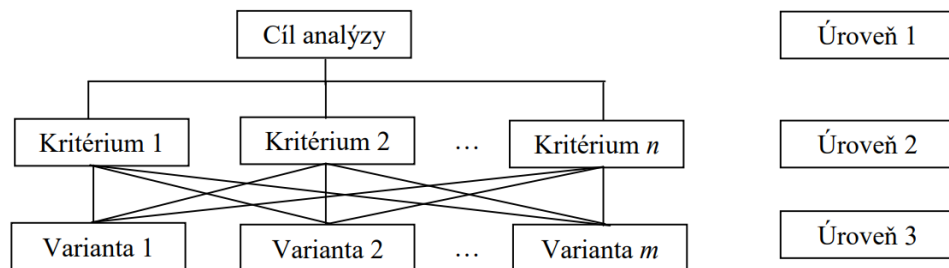 Cíl analýzy
Úroveň 1
Kritérium 1
Kritérium 2
…
Kritérium n
Úroveň 2
Varianta 1
Varianta 2
…
Varianta m
Úroveň 3